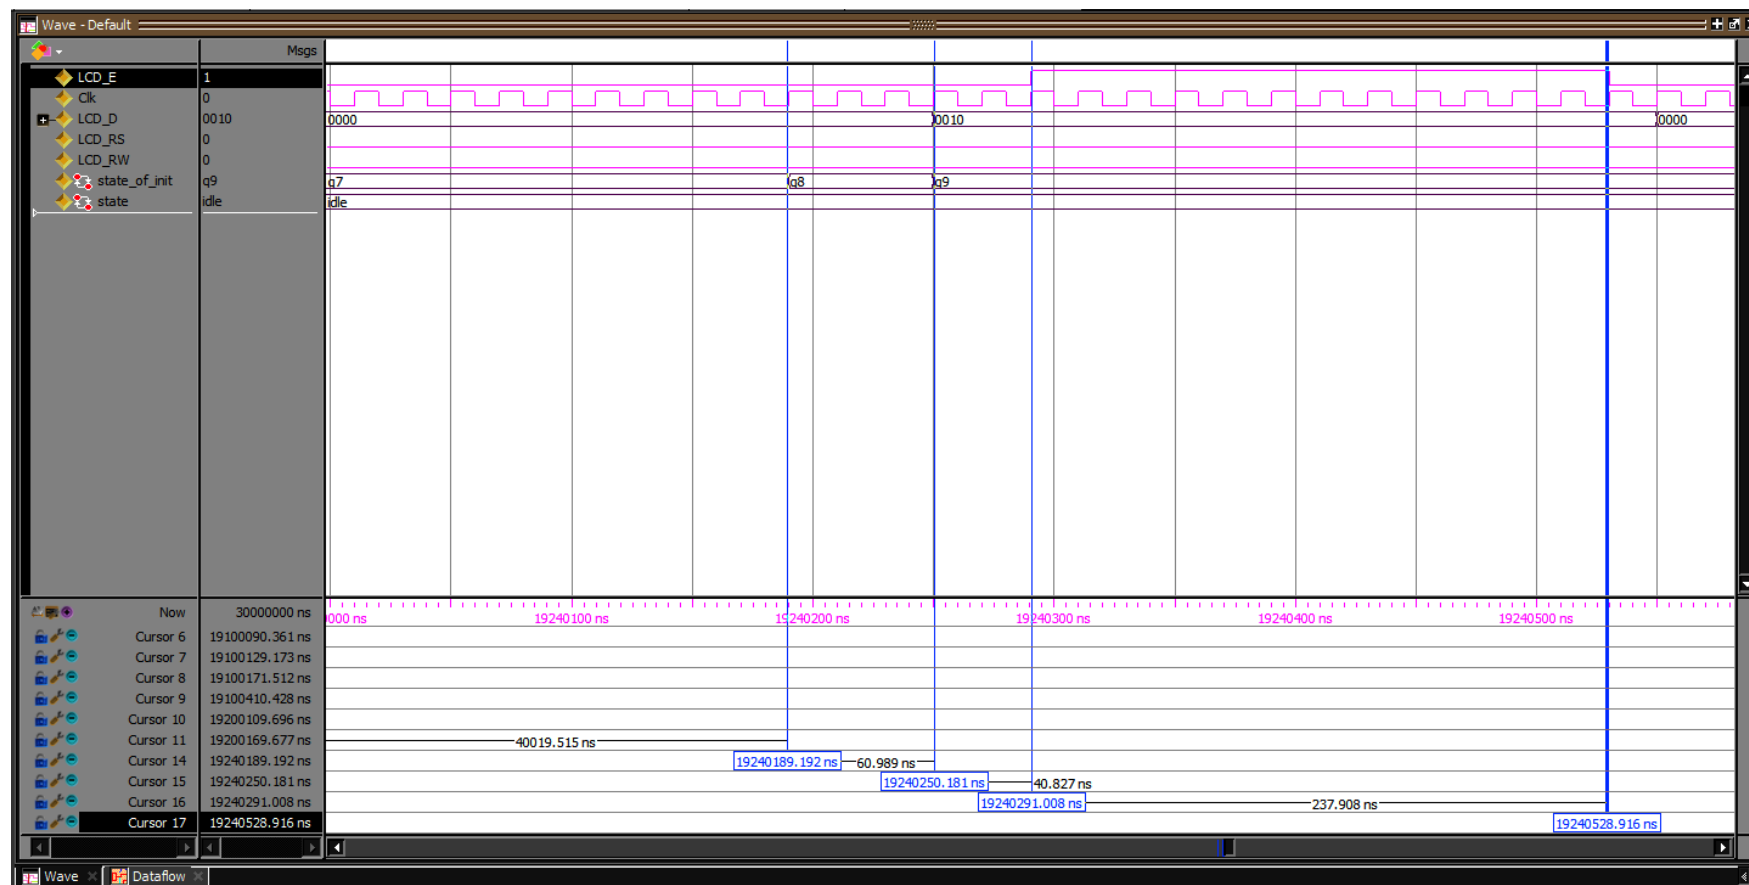 Wave - Default
Msgs
LCD_E 1
Clk 0
LCD_D 0010 0000 0010 0000
LCD_RS 0
LCD_RW 0
state_of_init q9 q7 q8 q9
state idle idle
Now 30000000 ns 000 ns 19240100 ns 19240200 ns 19240300 ns 19240400 ns 19240500 ns
Cursor 6 19100090.361 ns
Cursor 7 19100129.173 ns
Cursor 8 19100171.512 ns
Cursor 9 19100410.428 ns
Cursor 10 19200109.696 ns
Cursor 11 19200169.677 ns 40019.515 ns
Cursor 14 19240189.192 ns 19240189.192 ns 60.989 ns
Cursor 15 19240250.181 ns 19240250.181 ns 40.827 ns
Cursor 16 19240291.008 ns 19240291.008 ns 237.908 ns
Cursor 17 19240528.916 ns 19240528.916 ns
Wave Dataflow